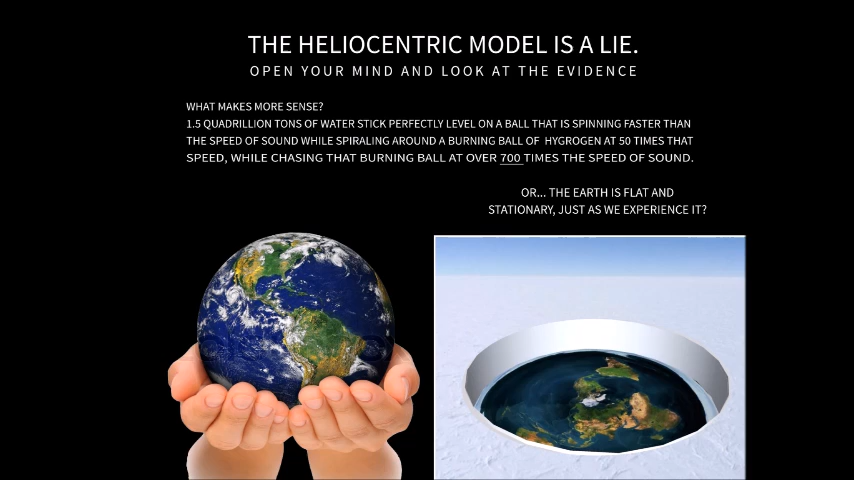 THE HELIOCENTRIC MODEL IS A LIE.
OPEN YOUR MIND AND LOOK AT THE EVIDENCE
WHAT MAKES MORE SENSE?
1.5 QUADRILLION TONS OF WATER STICK PERFECTLY LEVEL ON A BALL THAT IS SPINNING FASTER THAN
THE SPEED OF SOUND WHILE SPIRALING AROUND A BURNING BALL OF HYGROGEN AT 50 TIMES THAT
SPEED, WHILE CHASING THAT BURNING BALL AT OVER 700 TIMES THE SPEED OF SOUND.
OR... THE EARTH IS FLAT AND
STATIONARY, JUST AS WE EXPERIENCE IT?